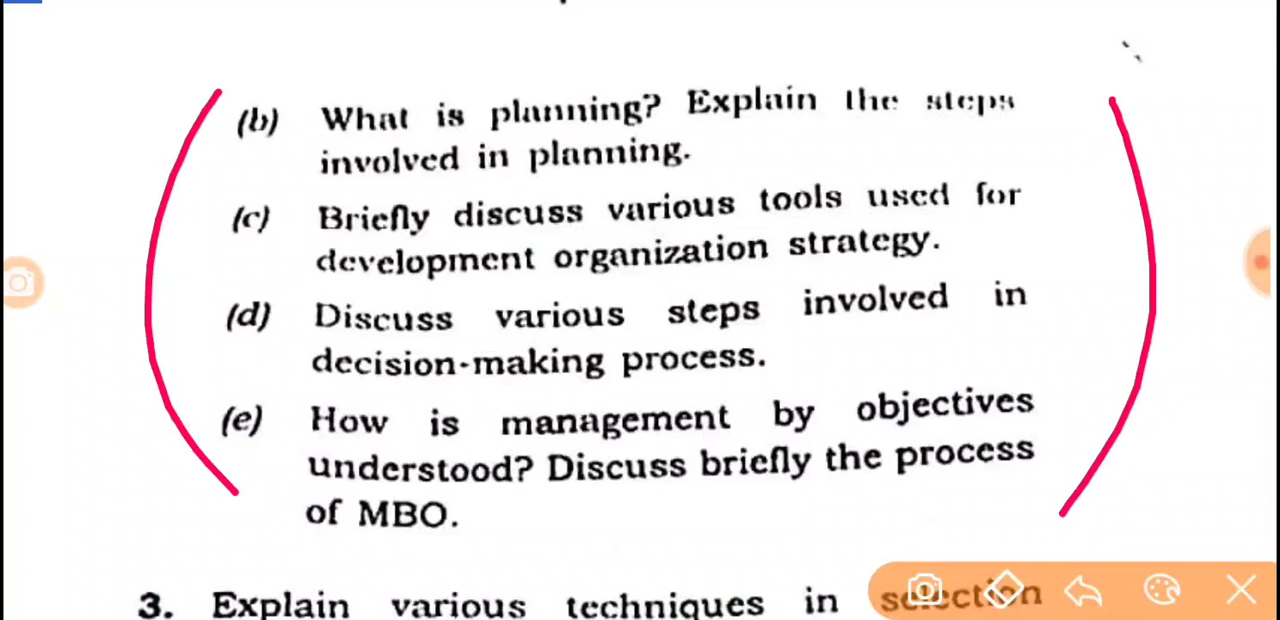 (b) What is planning? Explain the steps
involved in planning.
(c) Briefly discuss various tools used for
development organization strategy.
(d) Discuss various steps involved in
decision-making process.
(e) How is management by objectives
understood? Discuss briefly the process
of MBO.
3. Explain various techniques in selection